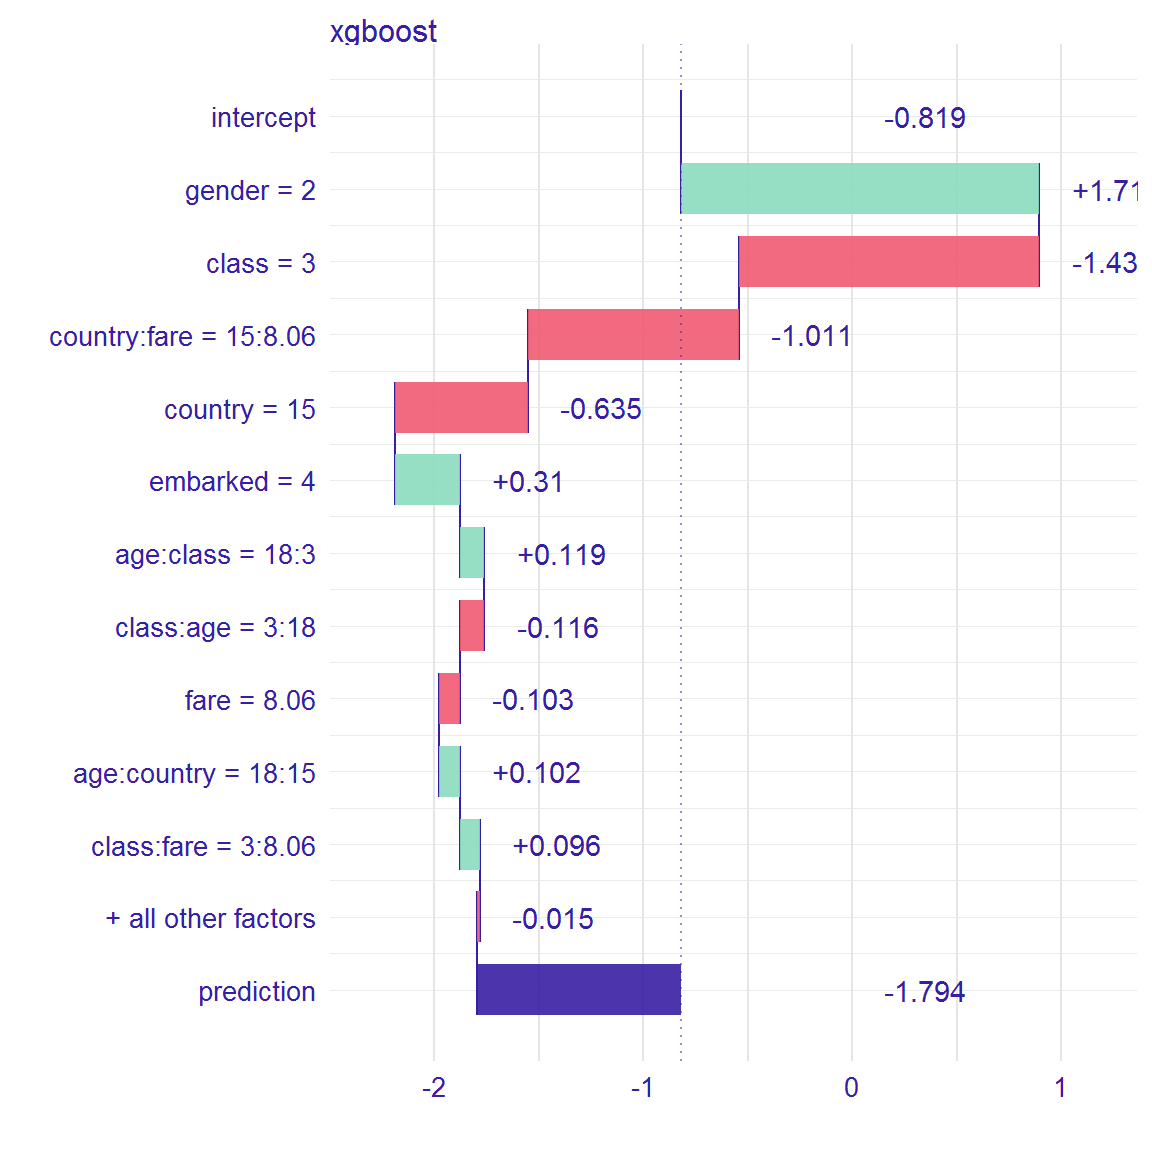 xgboost
intercept -0.819
gender = 2 +1.71
class = 3 -1.43
country:fare = 15:8.06 -1.011
country = 15 -0.635
embarked = 4 +0.31
age:class = 18:3 +0.119
class:age = 3:18 -0.116
fare = 8.06 -0.103
age:country = 18:15 +0.102
class:fare = 3:8.06 +0.096
+ all other factors -0.015
prediction -1.794
-2 -1 0 1